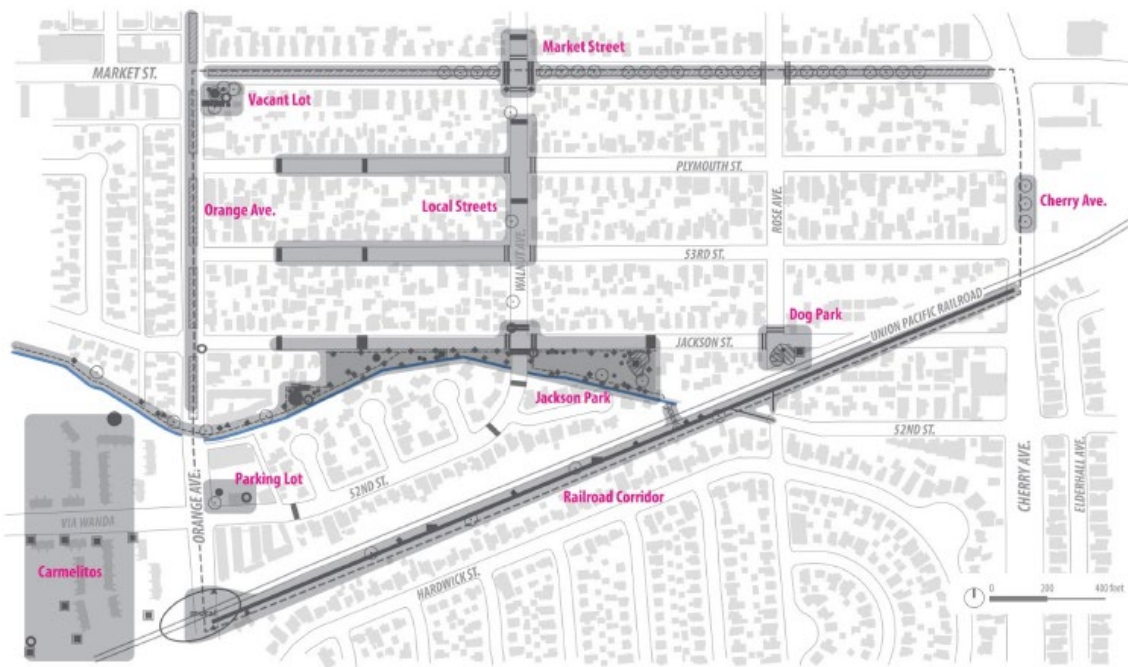 Market Street
MARKET ST.
Vacant Lot
PLYMOUTH ST.
Orange Ave.
Local Streets
ROSE AVE.
Cherry Ave.
WALNUT AVE.
53RD ST.
UNION PACIFIC RAILROAD
Dog Park
JACKSON ST.
Jackson Park
52ND ST.
Parking Lot
52ND ST.
ORANGE AVE.
CHERRY AVE.
ELDERHALL AVE.
Railroad Corridor
VIA WANDA
Carmelitos
HARDWICK ST.
0 200 400 feet